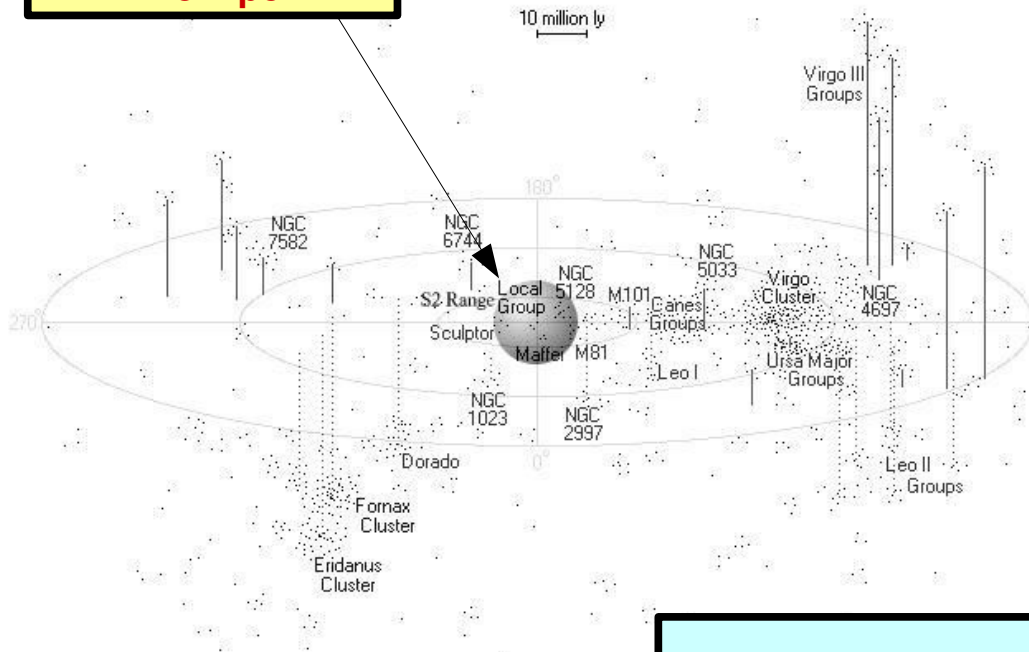 10 million ly
Virgo III
Groups
180°
NGC
7582
NGC
6744
NGC
5033
NGC
5128
Local
Group
S2 Range
M101
Canes
Groups
Virgo
Cluster
NGC
4697
270°
Sculptor
Maffei
M81
Leo I
Ursa Major
Groups
NGC
1023
NGC
2997
Dorado
0°
Leo II
Groups
Fornax
Cluster
Eridanus
Cluster